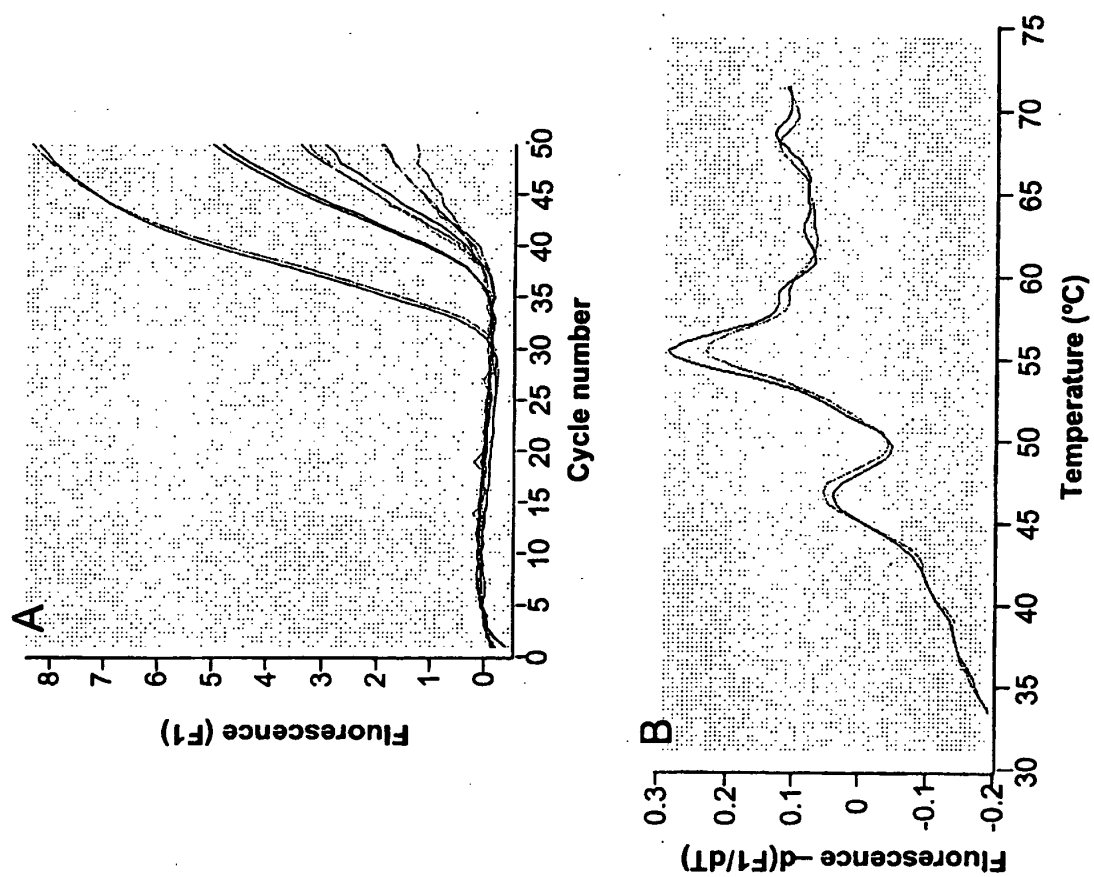 A
Fluorescence (F1)
8
7
6
5
4
3
2
1
0
0 5 10 15 20 25 30 35 40 45 50
Cycle number
B
Fluorescence –d(F1/dT)
0.3
0.2
0.1
0
-0.1
-0.2
30 35 40 45 50 55 60 65 70 75
Temperature (ºC)